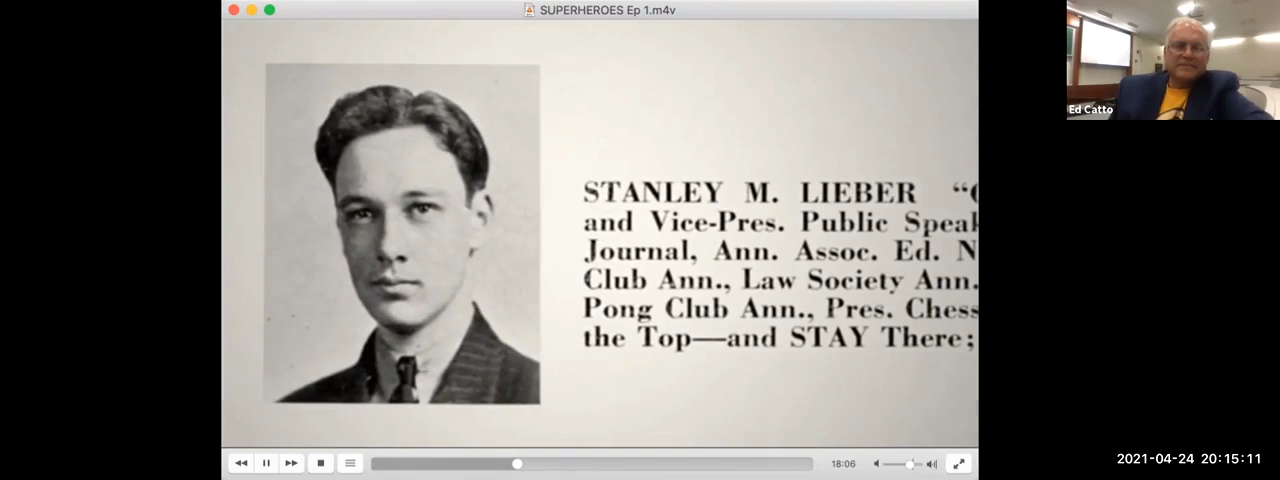 SUPERHEROES Ep 1.m4v
Ed Catto
STANLEY M. LIEBER “
and Vice-Pres. Public Speak
Journal, Ann. Assoc. Ed. N
Club Ann., Law Society Ann.
Pong Club Ann., Pres. Chess
the Top—and STAY There;
18:06
2021-04-24 20:15:11